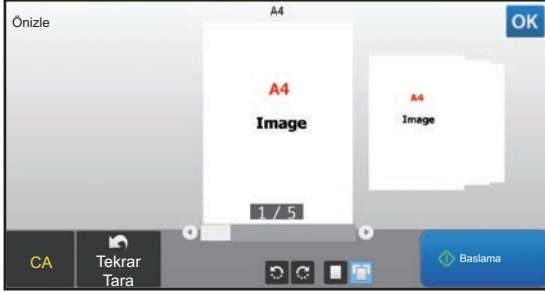 Önizle
A4
OK
A4
Image
A4
Image
1 / 5
CA
Tekrar
Tara
Baslama